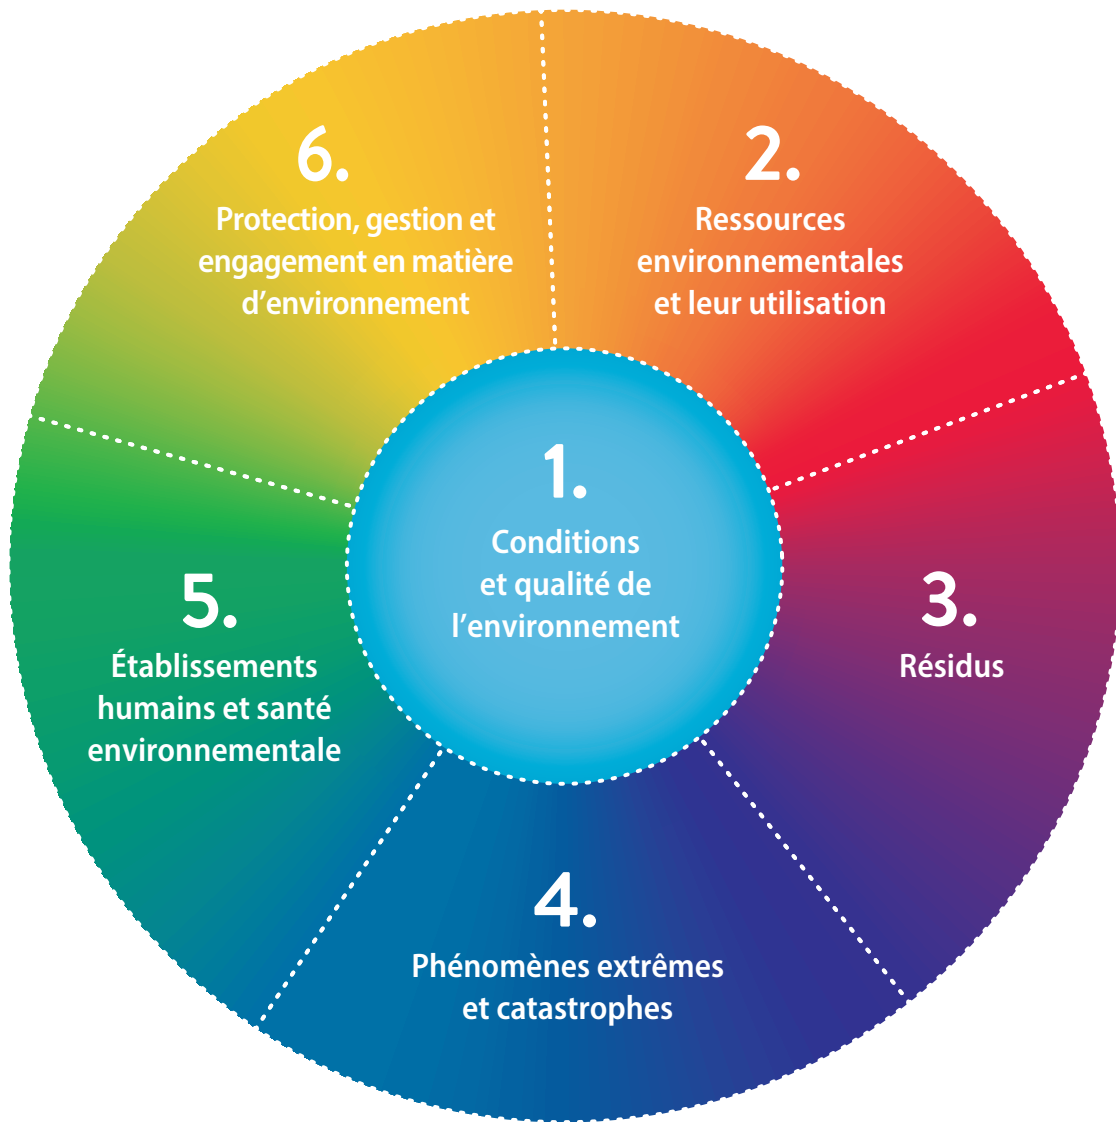 1.
Conditions
et qualité de
l’environnement
2.
Ressources
environnementales
et leur utilisation
3.
Résidus
4.
Phénomènes extrêmes
et catastrophes
5.
Établissements
humains et santé
environnementale
6.
Protection, gestion et
engagement en matière
d’environnement